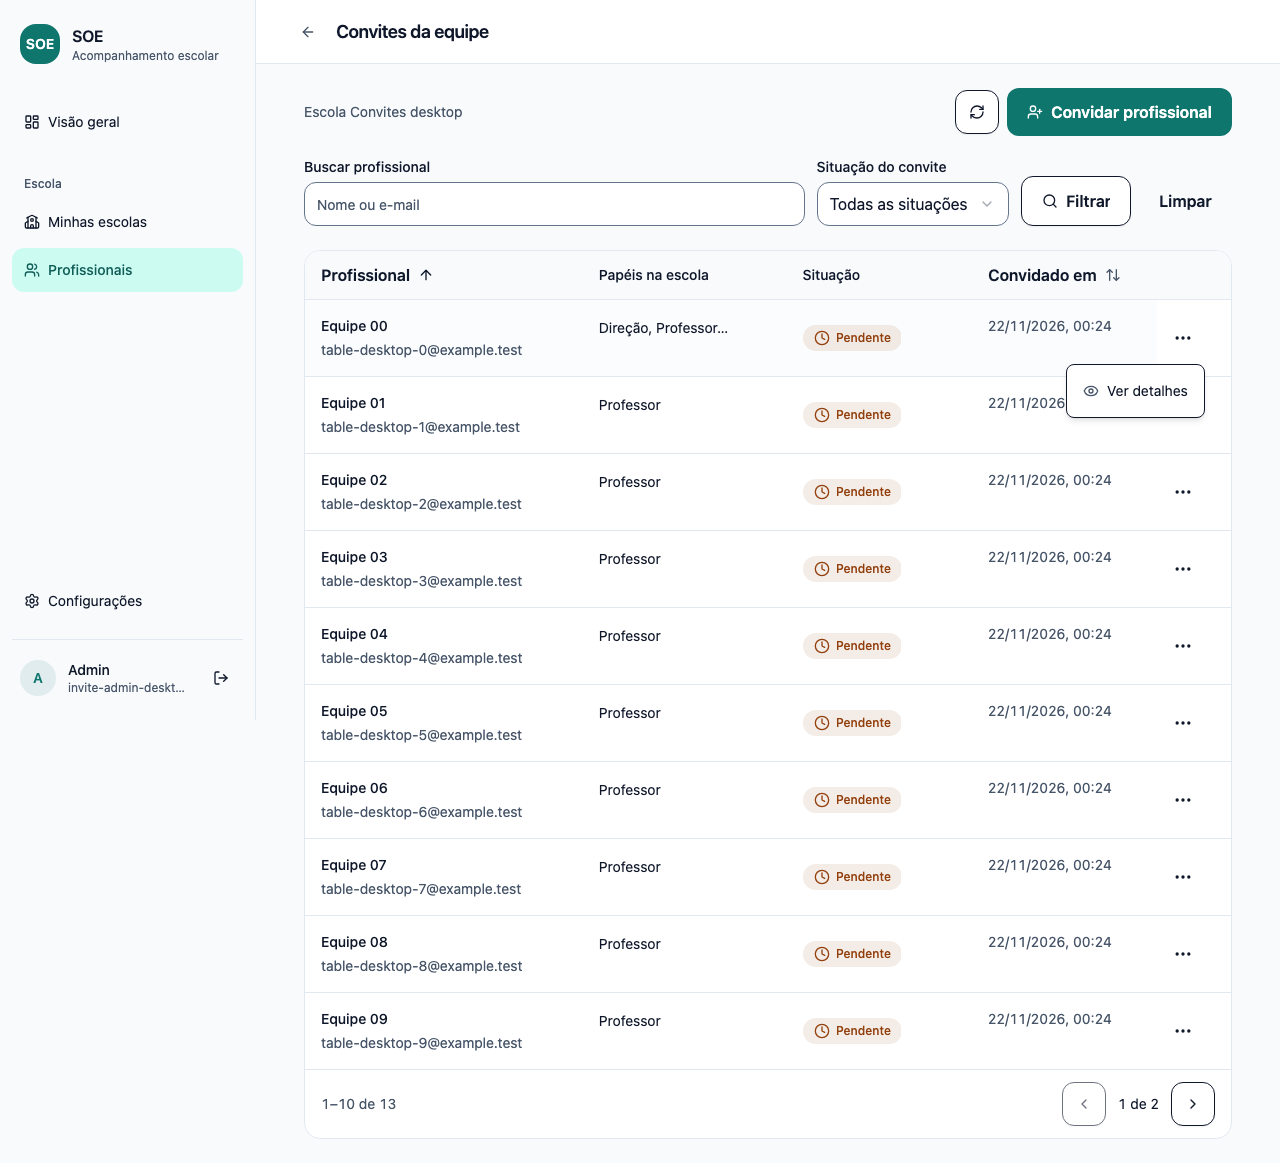 SOE
SOE
Acompanhamento escolar
Visão geral
Escola
Minhas escolas
Profissionais
Configurações
A
Admin
invite-admin-deskt...
Convites da equipe
Escola Convites desktop
Convidar profissional
Buscar profissional
Nome ou e-mail
Situação do convite
Todas as situações
Filtrar
Limpar
Profissional Papéis na escola Situação Convidado em
Equipe 00
table-desktop-0@example.test
Direção, Professor...
Pendente
22/11/2026, 00:24
Ver detalhes
Equipe 01
table-desktop-1@example.test
Professor
Pendente
22/11/2026
Equipe 02
table-desktop-2@example.test
Professor
Pendente
22/11/2026, 00:24
Equipe 03
table-desktop-3@example.test
Professor
Pendente
22/11/2026, 00:24
Equipe 04
table-desktop-4@example.test
Professor
Pendente
22/11/2026, 00:24
Equipe 05
table-desktop-5@example.test
Professor
Pendente
22/11/2026, 00:24
Equipe 06
table-desktop-6@example.test
Professor
Pendente
22/11/2026, 00:24
Equipe 07
table-desktop-7@example.test
Professor
Pendente
22/11/2026, 00:24
Equipe 08
table-desktop-8@example.test
Professor
Pendente
22/11/2026, 00:24
Equipe 09
table-desktop-9@example.test
Professor
Pendente
22/11/2026, 00:24
1–10 de 13
1 de 2